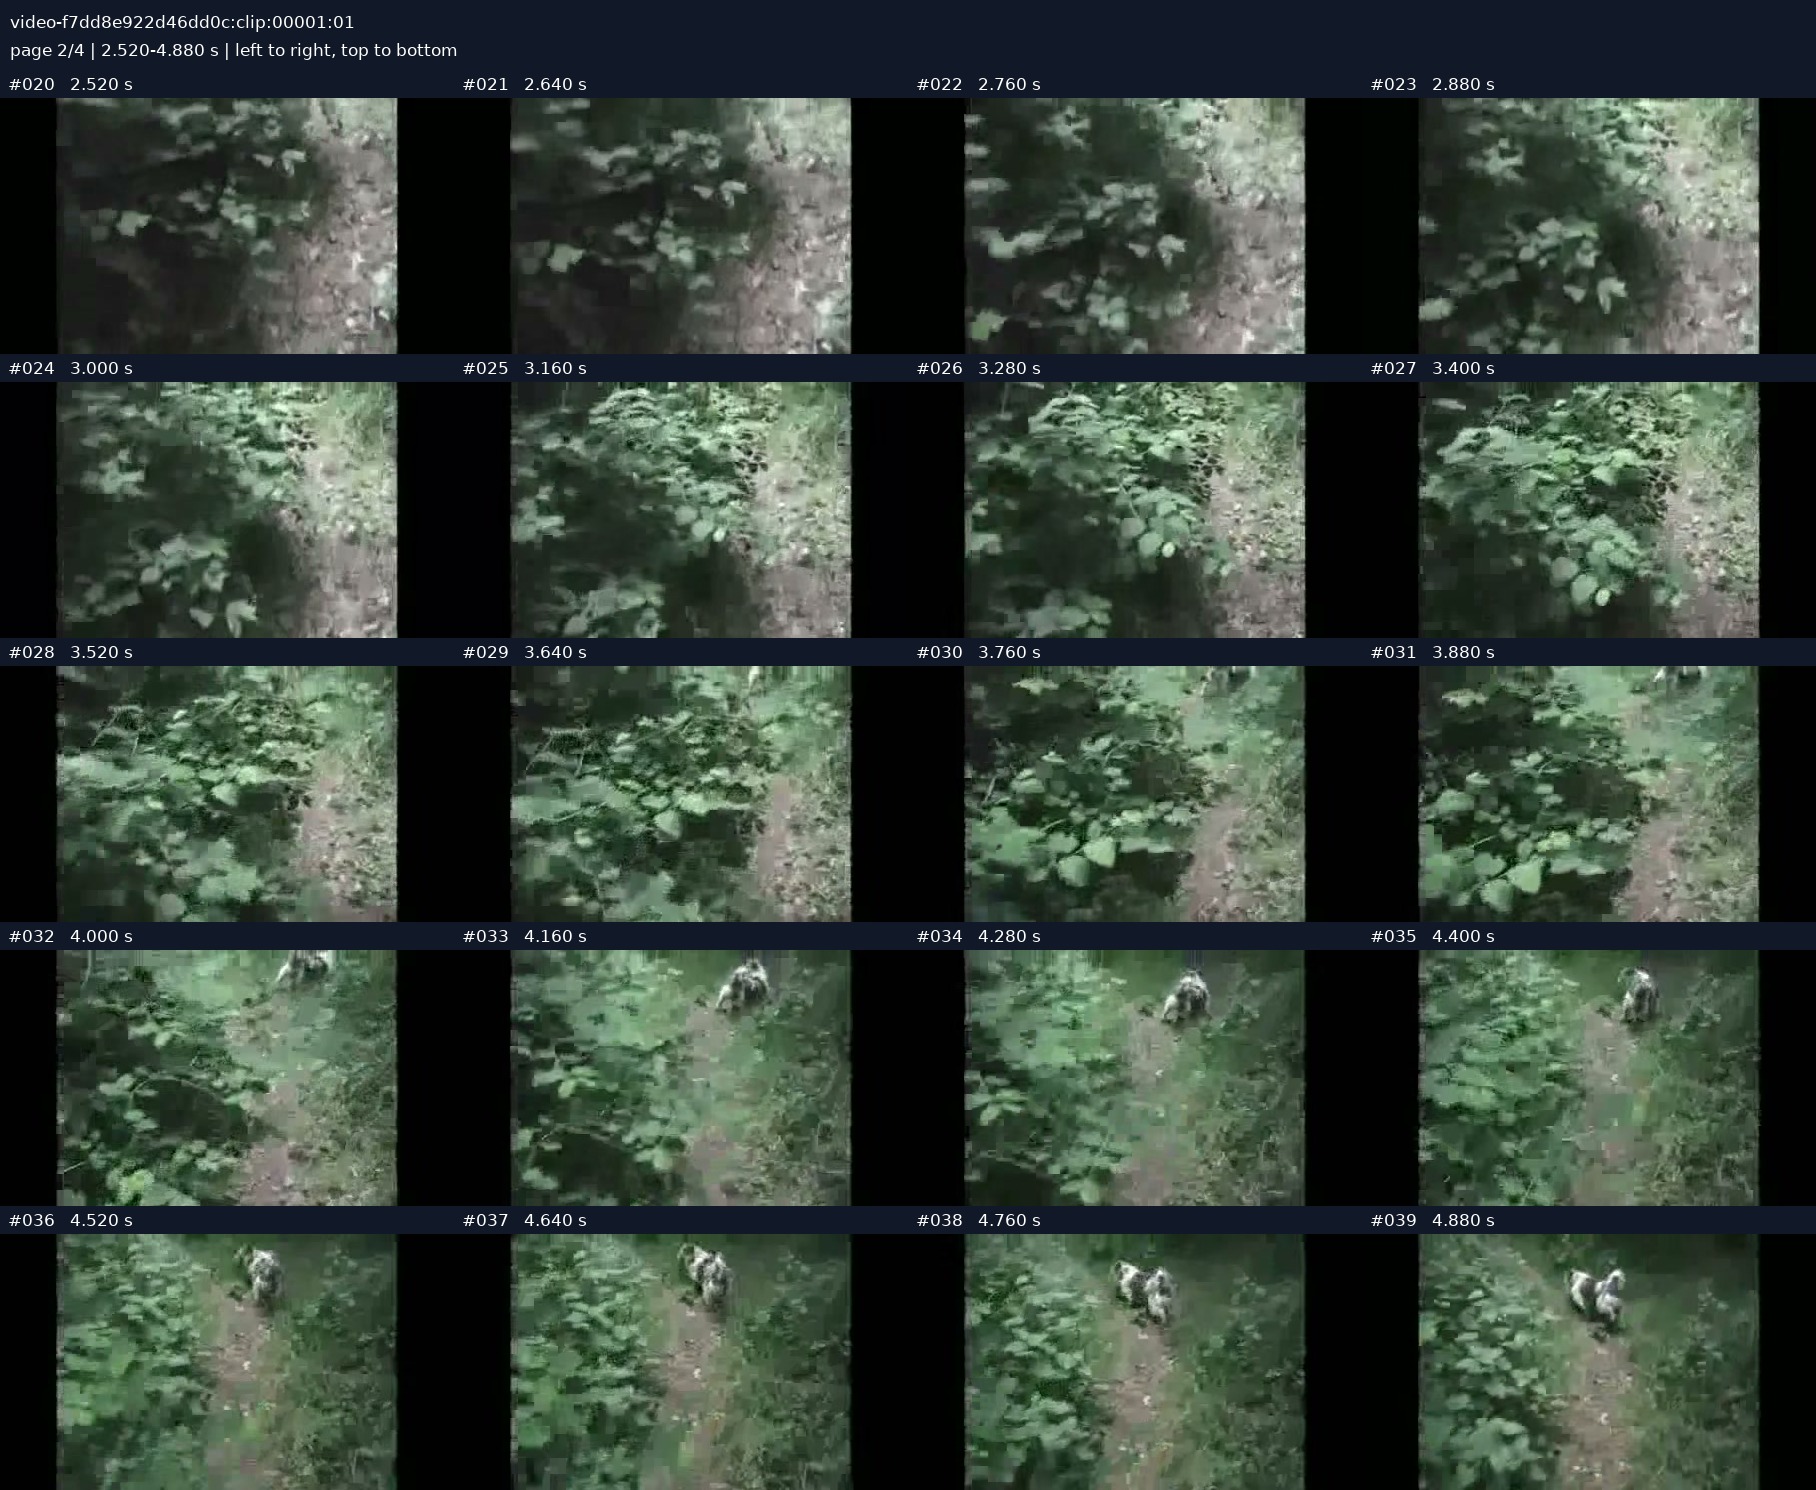 video-f7dd8e922d46dd0c:clip:00001:01
page 2/4 | 2.520-4.880 s | left to right, top to bottom
#020 2.520 s #021 2.640 s #022 2.760 s #023 2.880 s
#024 3.000 s #025 3.160 s #026 3.280 s #027 3.400 s
#028 3.520 s #029 3.640 s #030 3.760 s #031 3.880 s
#032 4.000 s #033 4.160 s #034 4.280 s #035 4.400 s
#036 4.520 s #037 4.640 s #038 4.760 s #039 4.880 s